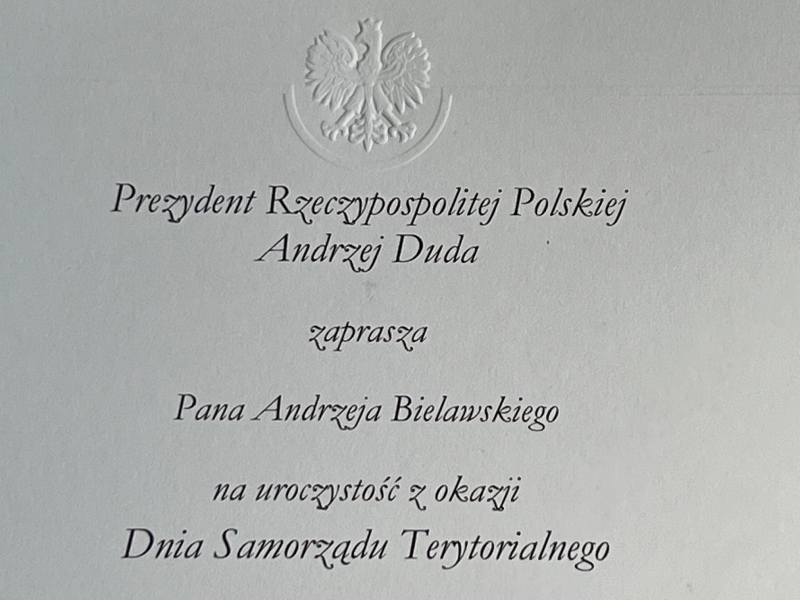 Prezydent Rzeczypospolitej Polskiej
Andrzej Duda
zaprasza
Pana Andrzeja Bielawskiego
na uroczystość z okazji
Dnia Samorządu Terytorialnego